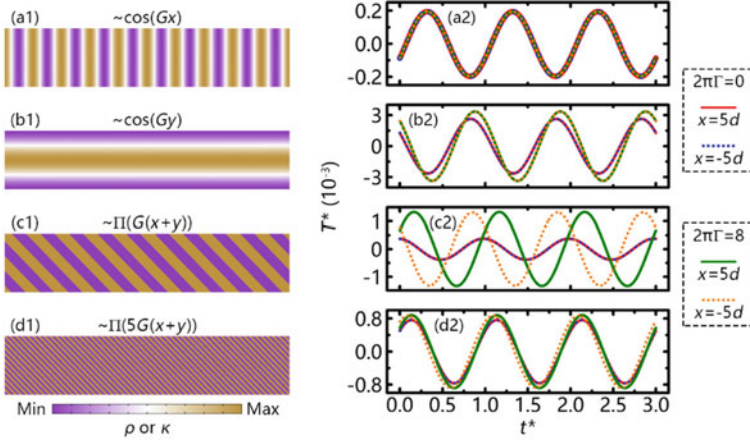 (a1) ~cos(Gx)
(b1) ~cos(Gy)
(c1) ~Π(G(x+y))
(d1) ~Π(5G(x+y))
Min Max
ρ or κ
T* (10⁻³)
0.2 (a2)
0.0
-0.2
3 (b2)
0
-3
1 (c2)
0
-1
0.8 (d2)
0.0
-0.8
0.0 0.5 1.0 1.5 2.0 2.5 3.0
t*
2πΓ=0
x=5d
x=-5d
2πΓ=8
x=5d
x=-5d